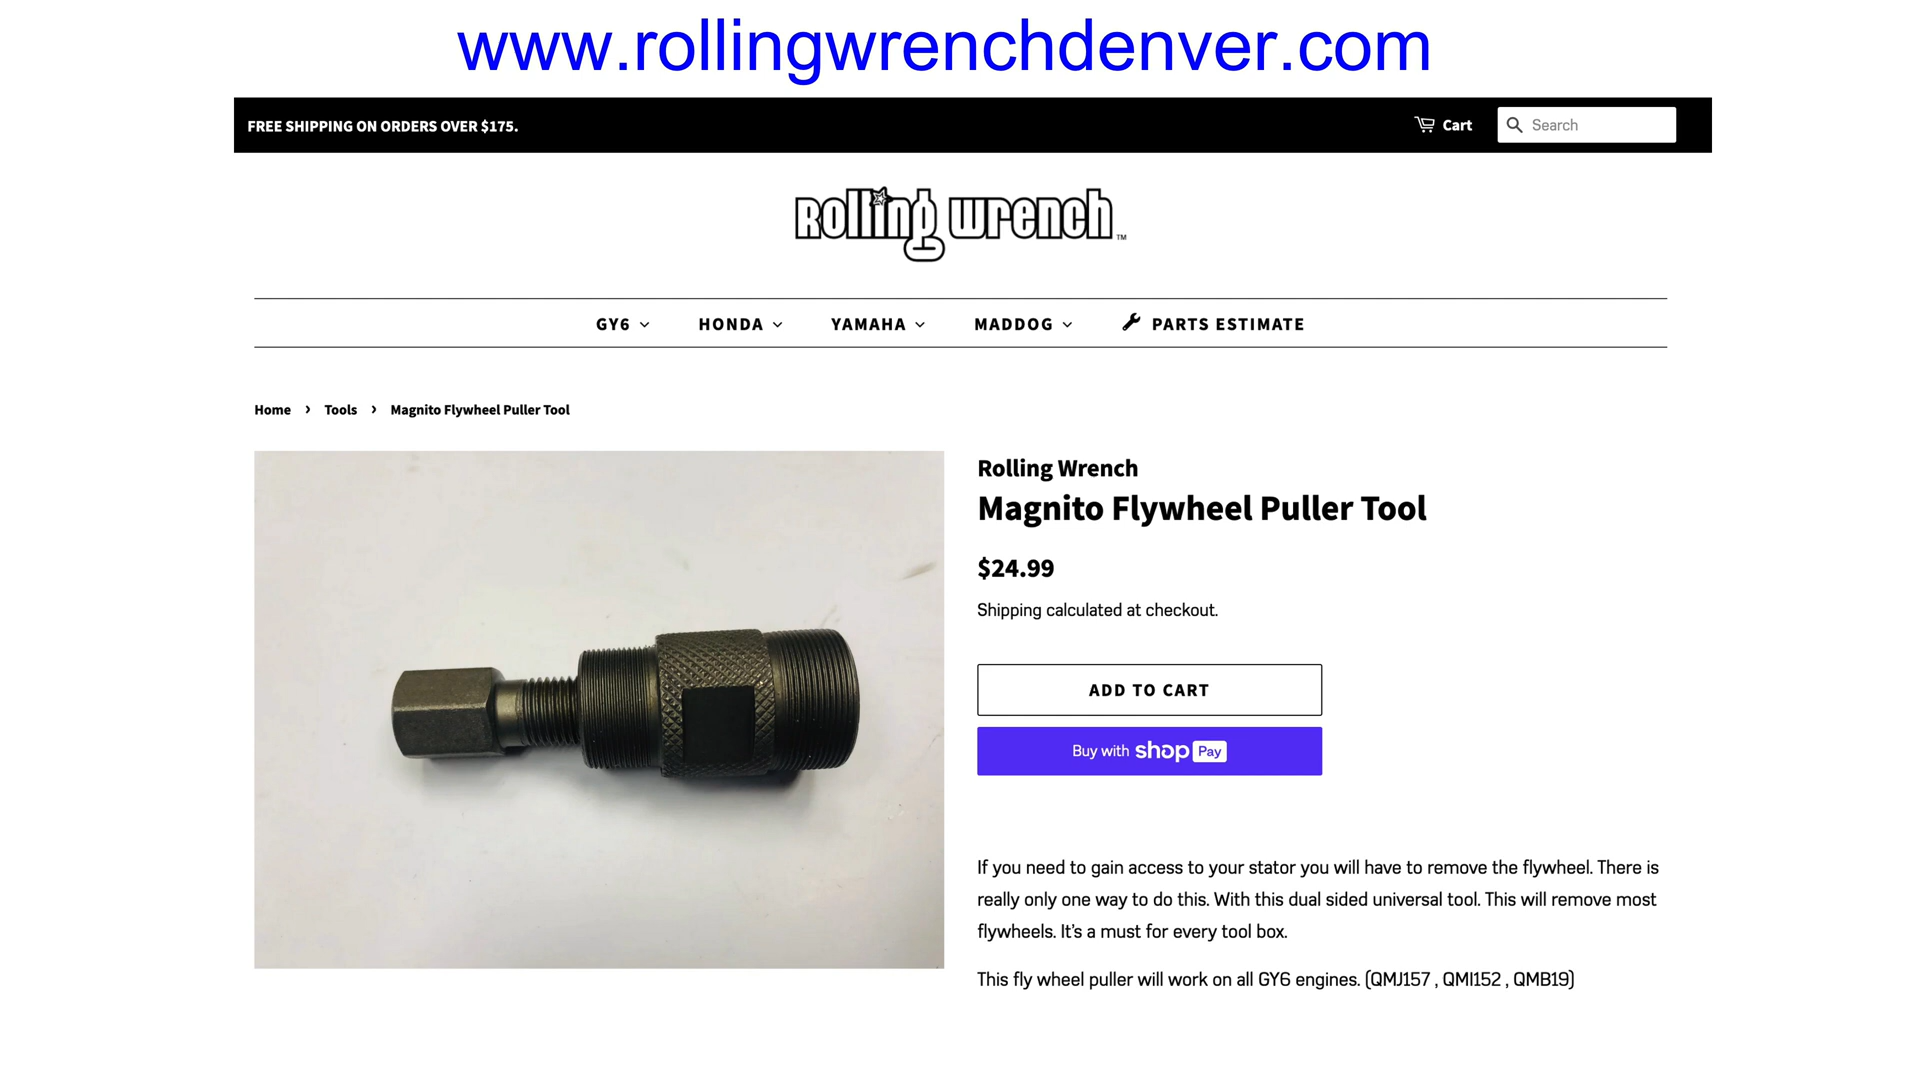 www.rollingwrenchdenver.com
FREE SHIPPING ON ORDERS OVER $175.
Cart
Search
Rolling Wrench™
GY6
HONDA
YAMAHA
MADDOG
PARTS ESTIMATE
Home › Tools › Magnito Flywheel Puller Tool
Rolling Wrench
Magnito Flywheel Puller Tool
$24.99
Shipping calculated at checkout.
ADD TO CART
Buy with shop Pay
If you need to gain access to your stator you will have to remove the flywheel. There is
really only one way to do this. With this dual sided universal tool. This will remove most
flywheels. It's a must for every tool box.
This fly wheel puller will work on all GY6 engines. (QMJ157 , QMI152 , QMB19)